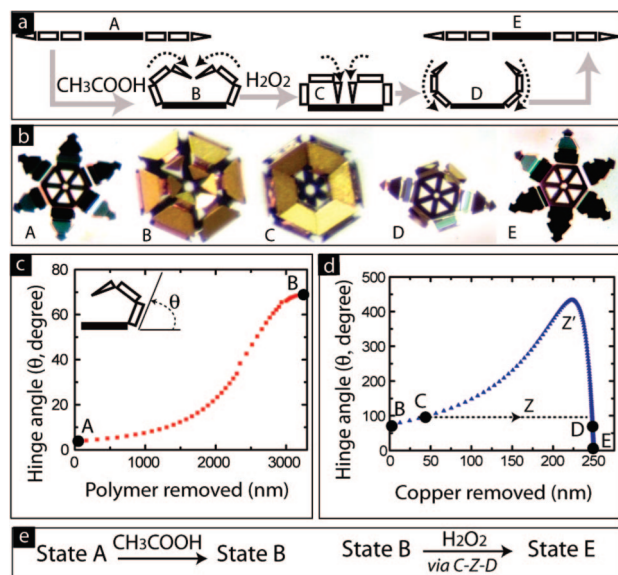 a
A
E
CH3COOH
B
H2O2
C
D
b
A
B
C
D
E
c
80
60
40
20
0
Hinge angle (θ, degree)
θ
A
B
0
1000
2000
3000
Polymer removed (nm)
d
500
400
300
200
100
0
Hinge angle (θ, degree)
B
C
Z
Z'
D
E
0
50
100
150
200
250
Copper removed (nm)
e
State A CH3COOH State B
State B H2O2 via C-Z-D State E